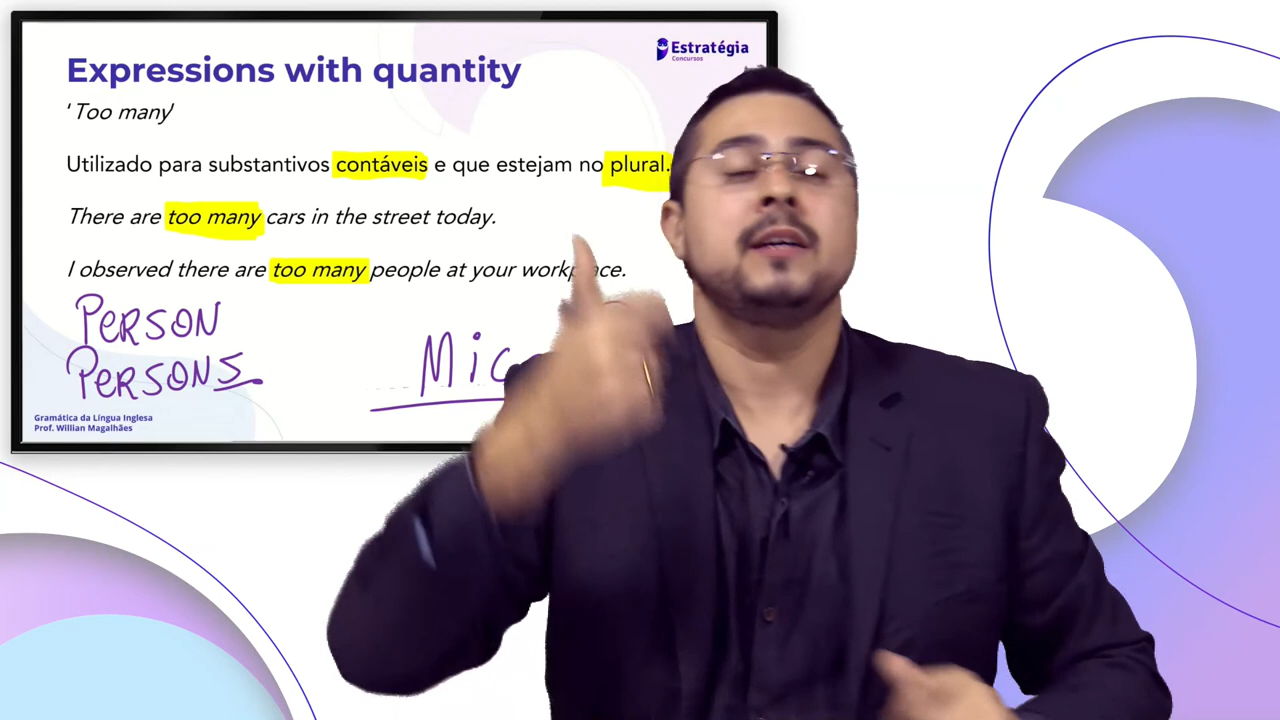 Expressions with quantity
Estratégia
Concursos
'Too many'
Utilizado para substantivos contáveis e que estejam no plural.
There are too many cars in the street today.
I observed there are too many people at your workplace.
PERSON
PERSONS
Mic
Gramática da Língua Inglesa
Prof. Willian Magalhães